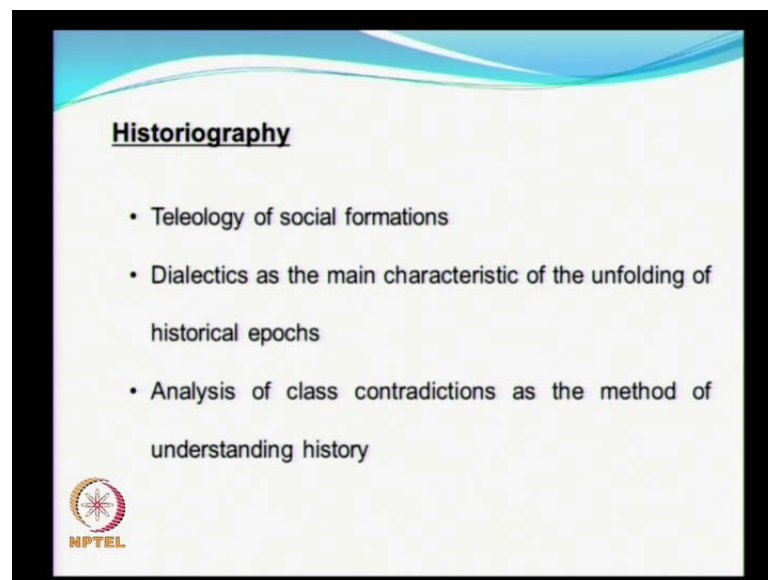 Historiography
• Teleology of social formations
• Dialectics as the main characteristic of the unfolding of
historical epochs
• Analysis of class contradictions as the method of
understanding history
NPTEL